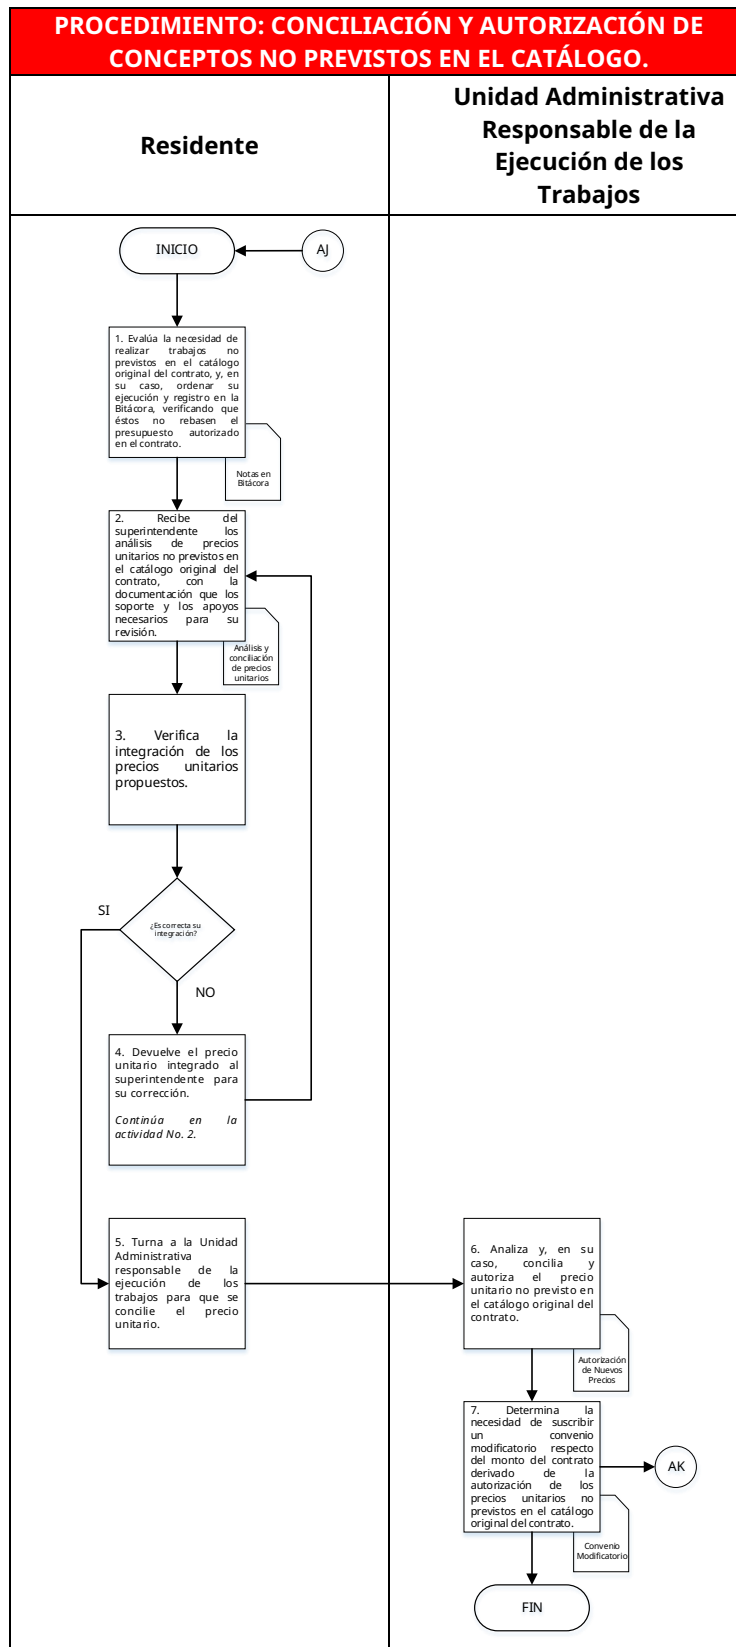 PROCEDIMIENTO: CONCILIACIÓN Y AUTORIZACIÓN DE
CONCEPTOS NO PREVISTOS EN EL CATÁLOGO.
Residente
Unidad Administrativa
Responsable de la
Ejecución de los
Trabajos
INICIO
AJ
1. Evalúa la necesidad de
realizar trabajos no
previstos en el catálogo
original del contrato, y, en
su caso, ordenar su
ejecución y registro en la
Bitácora, verificando que
éstos no rebasen el
presupuesto autorizado
en el contrato.
Notas en
Bitácora
2. Recibe del
superintendente los
análisis de precios
unitarios no previstos en
el catálogo original del
contrato, con la
documentación que los
soporte y los apoyos
necesarios para su
revisión.
Análisis y
conciliación
de precios
unitarios
3. Verifica la
integración de los
precios unitarios
propuestos.
SI
¿Es correcta su
integración?
NO
4. Devuelve el precio
unitario integrado al
superintendente para
su corrección.
Continúa en la
actividad No. 2.
5. Turna a la Unidad
Administrativa
responsable de la
ejecución de los
trabajos para que se
concilie el precio
unitario.
6. Analiza y, en su
caso, concilia y
autoriza el precio
unitario no previsto en
el catálogo original del
contrato.
Autorización
de Nuevos
Precios
7. Determina la
necesidad de suscribir
un convenio
modificatorio respecto
del monto del contrato
derivado de la
autorización de los
precios unitarios no
previstos en el catálogo
original del contrato.
AK
Convenio
Modificatorio
FIN